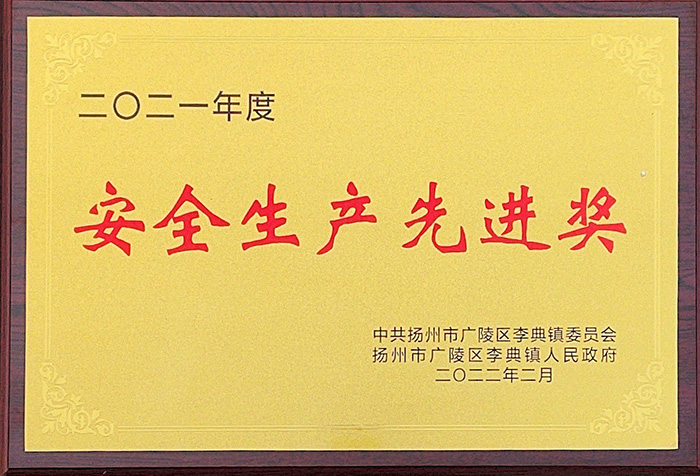 二〇二一年度
安全生产先进奖
中共扬州市广陵区李典镇委员会
扬州市广陵区李典镇人民政府
二〇二二年二月